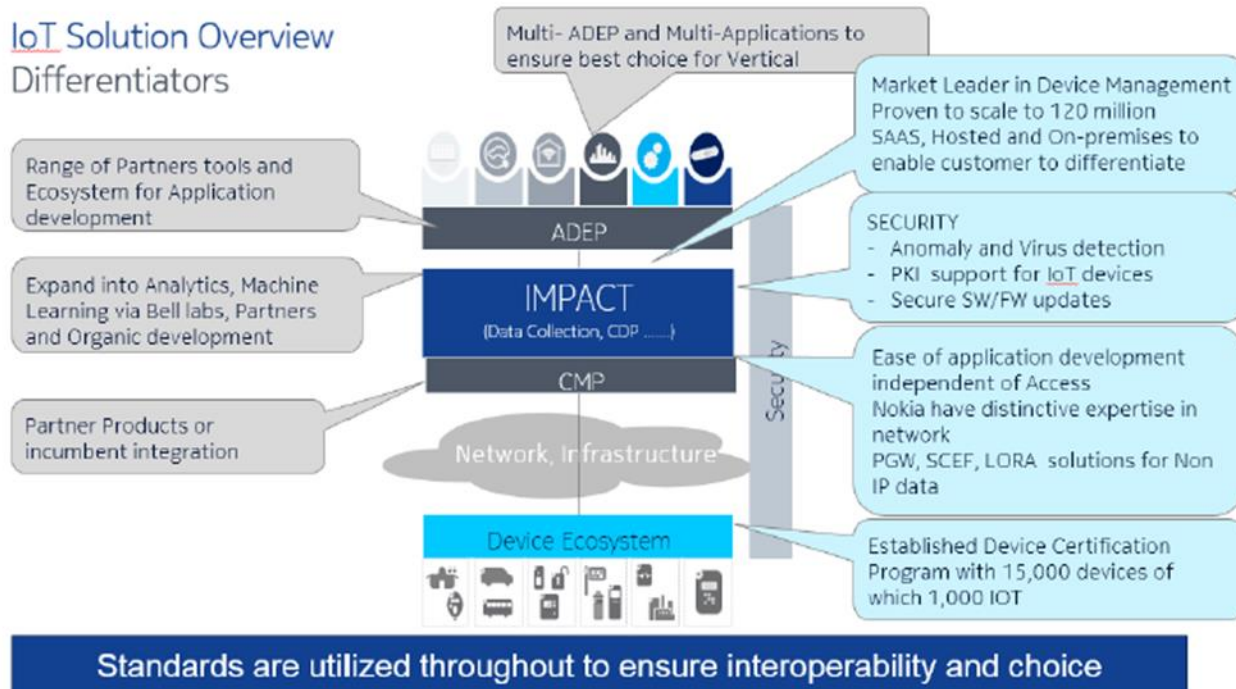 IoT Solution Overview
Differentiators
Multi- ADEP and Multi-Applications to
ensure best choice for Vertical
Market Leader in Device Management
Proven to scale to 120 million
SAAS, Hosted and On-premises to
enable customer to differentiate
Range of Partners tools and
Ecosystem for Application
development
ADEP
SECURITY
- Anomaly and Virus detection
- PKI support for IoT devices
- Secure SW/FW updates
Expand into Analytics, Machine
Learning via Bell labs, Partners
and Organic development
IMPACT
(Data Collection, CDP .......)
CMP
Security
Ease of application development
independent of Access
Nokia have distinctive expertise in
network
PGW, SCEF, LORA solutions for Non
IP data
Partner Products or
incumbent integration
Network, Infrastructure
Device Ecosystem
Established Device Certification
Program with 15,000 devices of
which 1,000 IOT
Standards are utilized throughout to ensure interoperability and choice